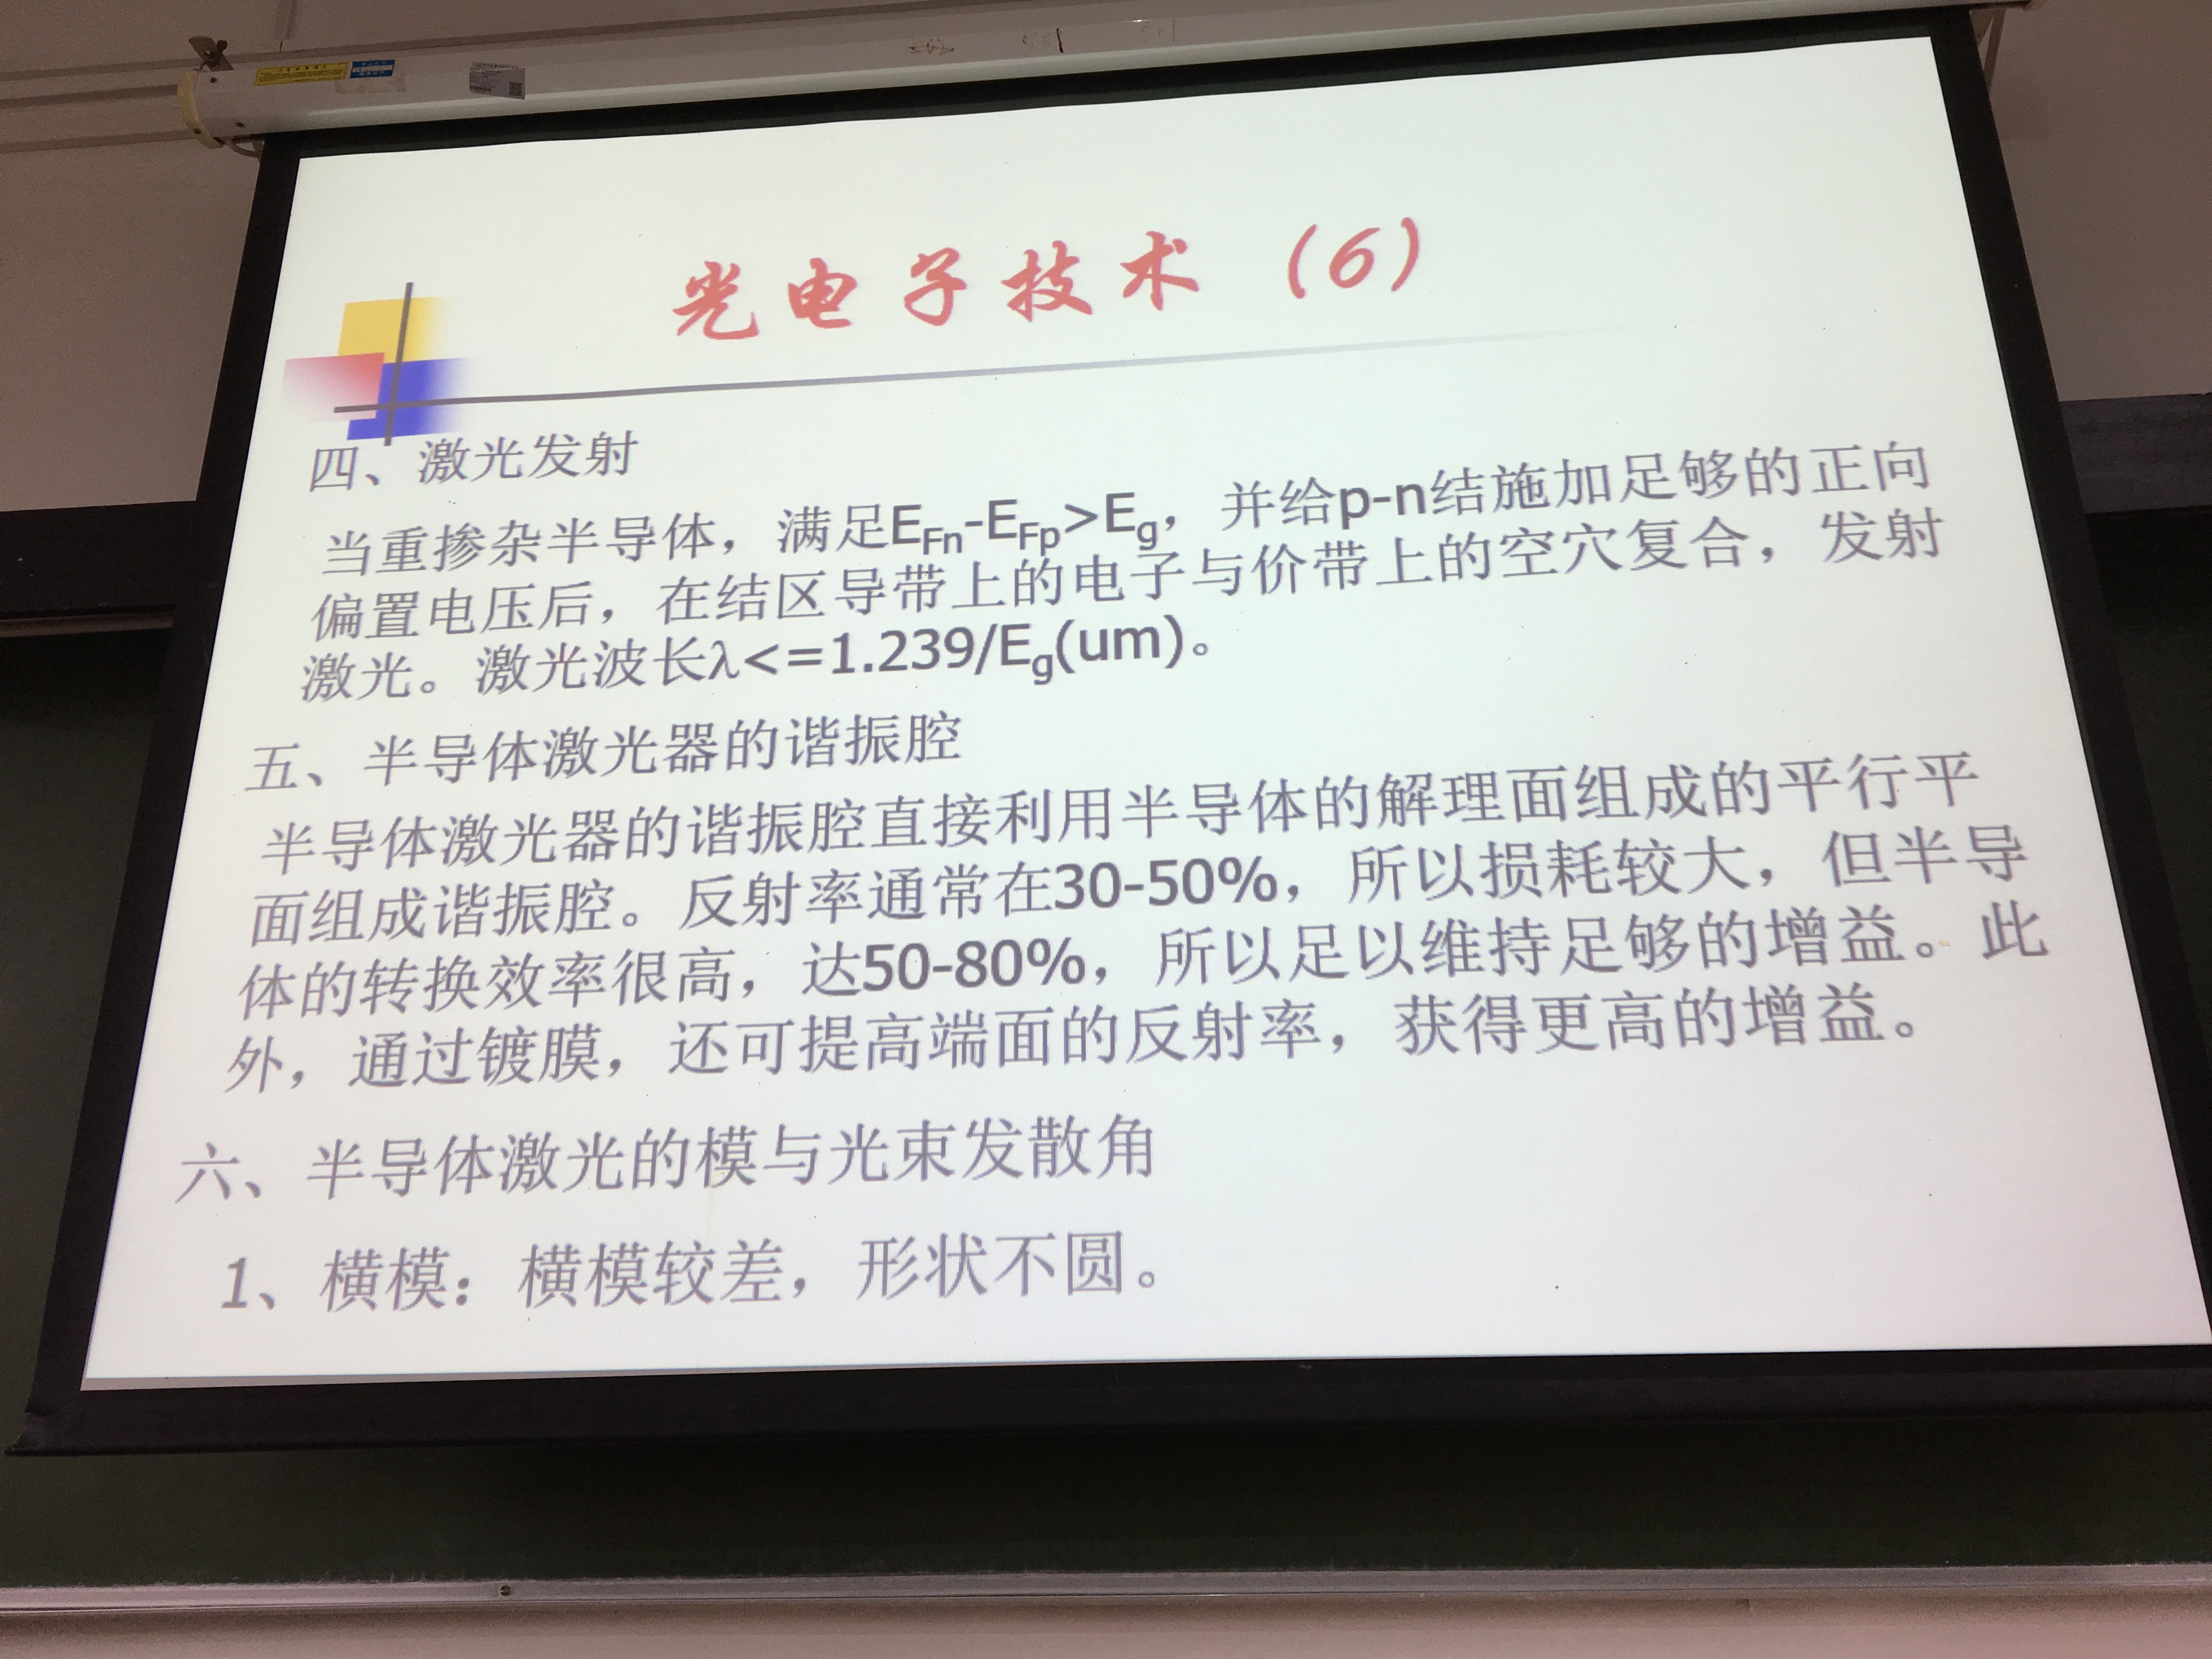 光电子技术（6）
四、激光发射
当重掺杂半导体，满足EFn-EFp>Eg，并给p-n结施加足够的正向
偏置电压后，在结区导带上的电子与价带上的空穴复合，发射
激光。激光波长λ<=1.239/Eg(um)。
五、半导体激光器的谐振腔
半导体激光器的谐振腔直接利用半导体的解理面组成的平行平
面组成谐振腔。反射率通常在30-50%，所以损耗较大，但半导
体的转换效率很高，达50-80%，所以足以维持足够的增益。此
外，通过镀膜，还可提高端面的反射率，获得更高的增益。
六、半导体激光的模与光束发散角
1、横模：横模较差，形状不圆。